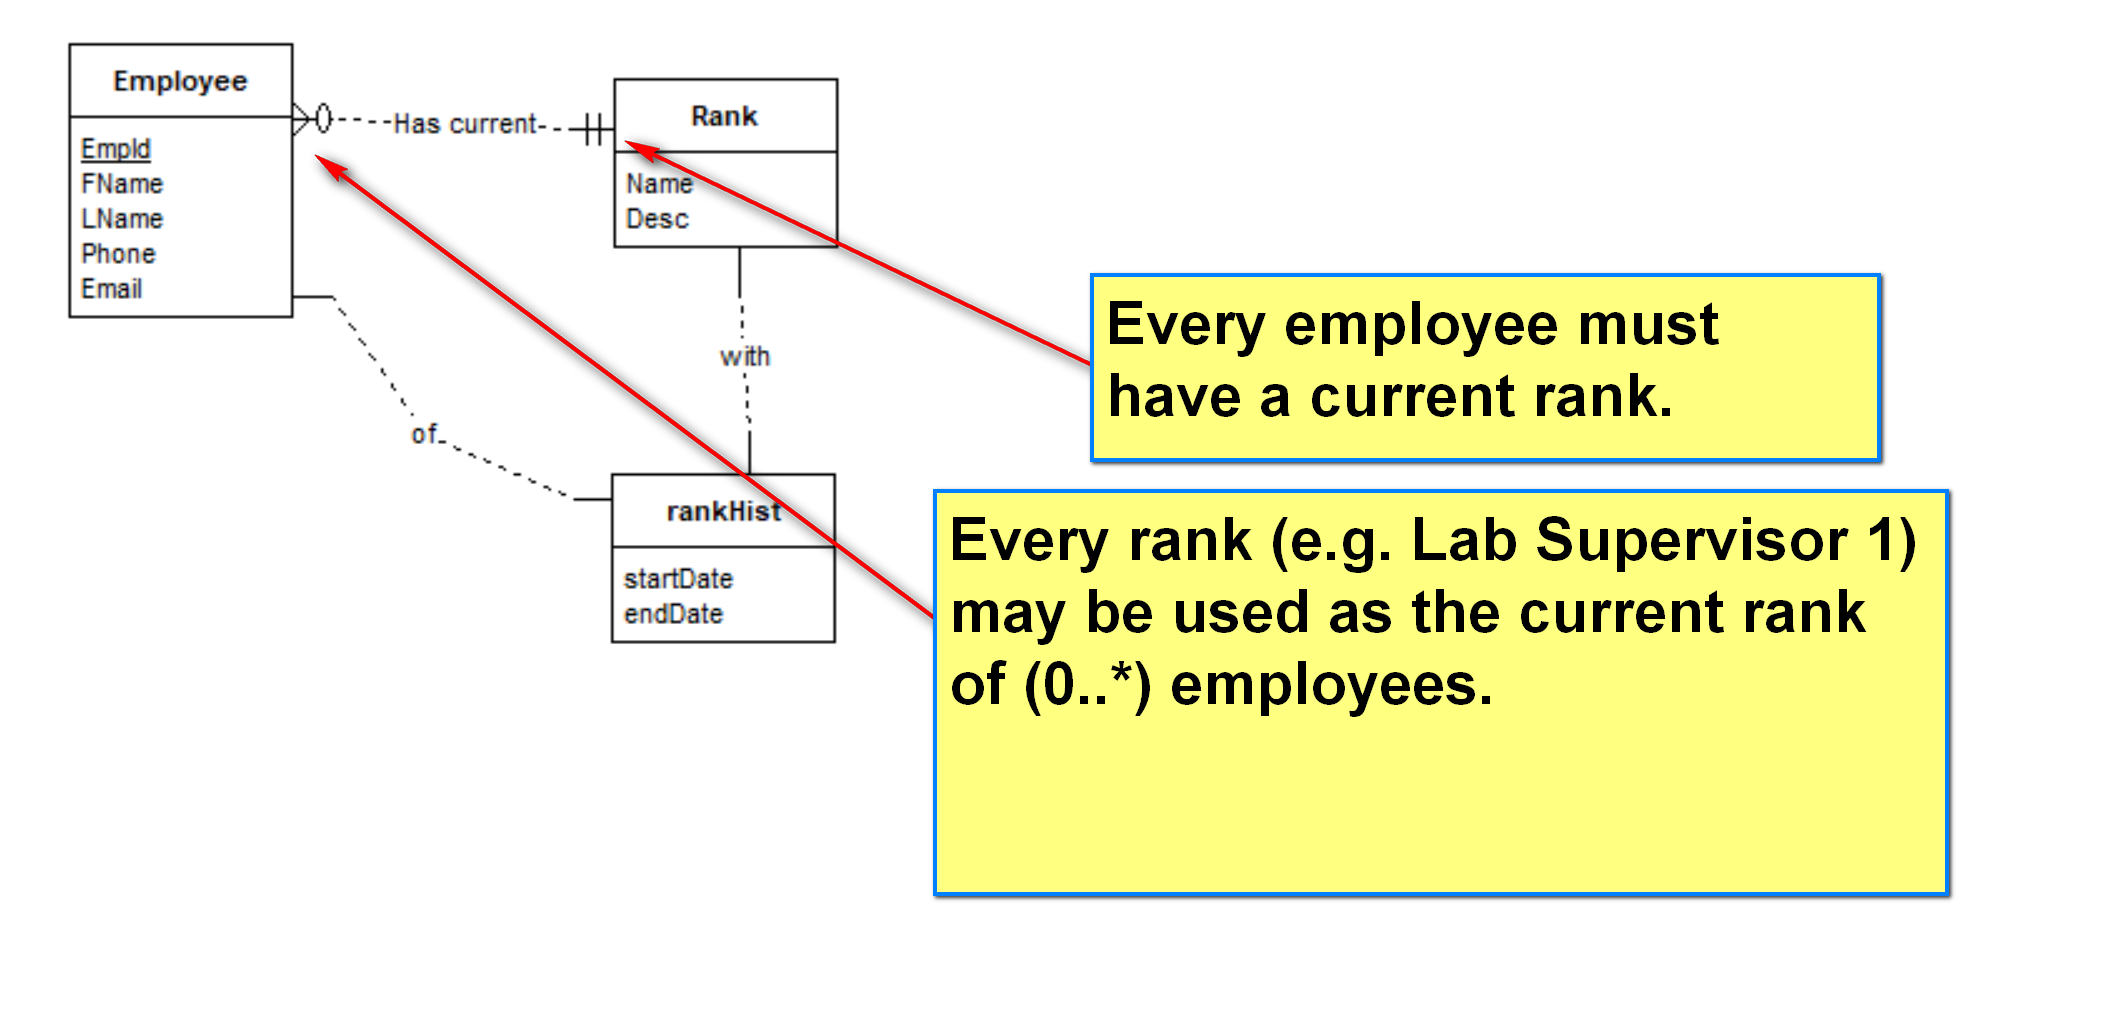 Employee
EmpId
FName
LName
Phone
Email
Has current
Rank
Name
Desc
with
of
rankHist
startDate
endDate
Every employee must
have a current rank.
Every rank (e.g. Lab Supervisor 1)
may be used as the current rank
of (0..*) employees.